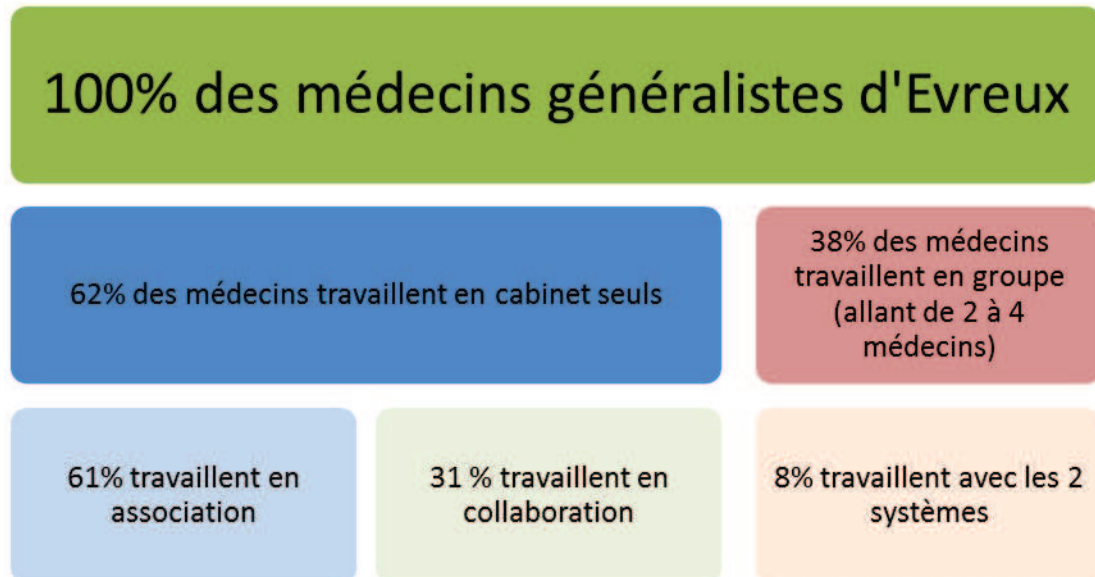 100% des médecins généralistes d'Evreux
62% des médecins travaillent en cabinet seuls
38% des médecins
travaillent en groupe
(allant de 2 à 4
médecins)
61% travaillent en
association
31 % travaillent en
collaboration
8% travaillent avec les 2
systèmes